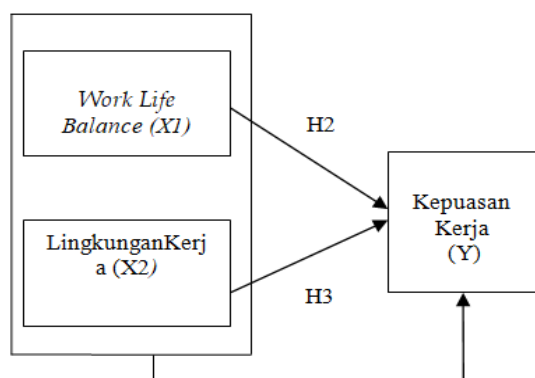 Work Life
Balance (X1)
H2
Kepuasan
Kerja
(Y)
LingkunganKerj
a (X2)
H3